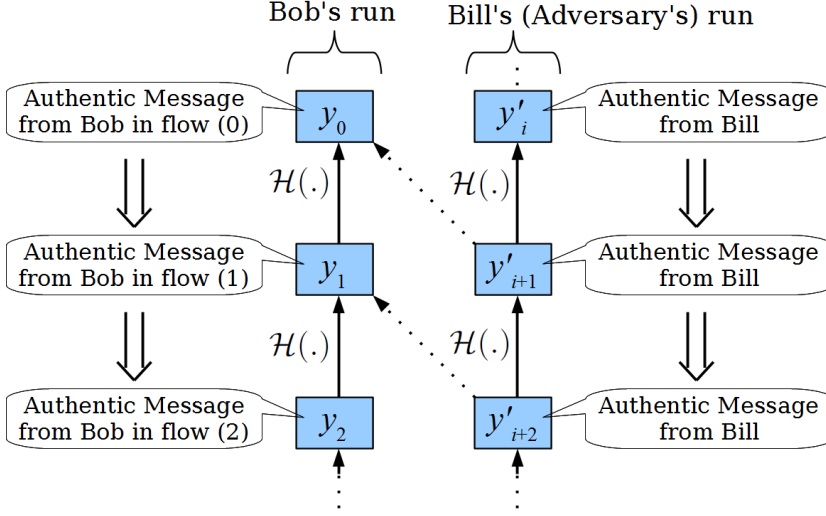 Bob's run
Bill's (Adversary's) run
Authentic Message
from Bob in flow (0)
y₀
y′ᵢ
Authentic Message
from Bill
ℋ(.)
ℋ(.)
Authentic Message
from Bob in flow (1)
y₁
y′ᵢ₊₁
Authentic Message
from Bill
ℋ(.)
ℋ(.)
Authentic Message
from Bob in flow (2)
y₂
y′ᵢ₊₂
Authentic Message
from Bill